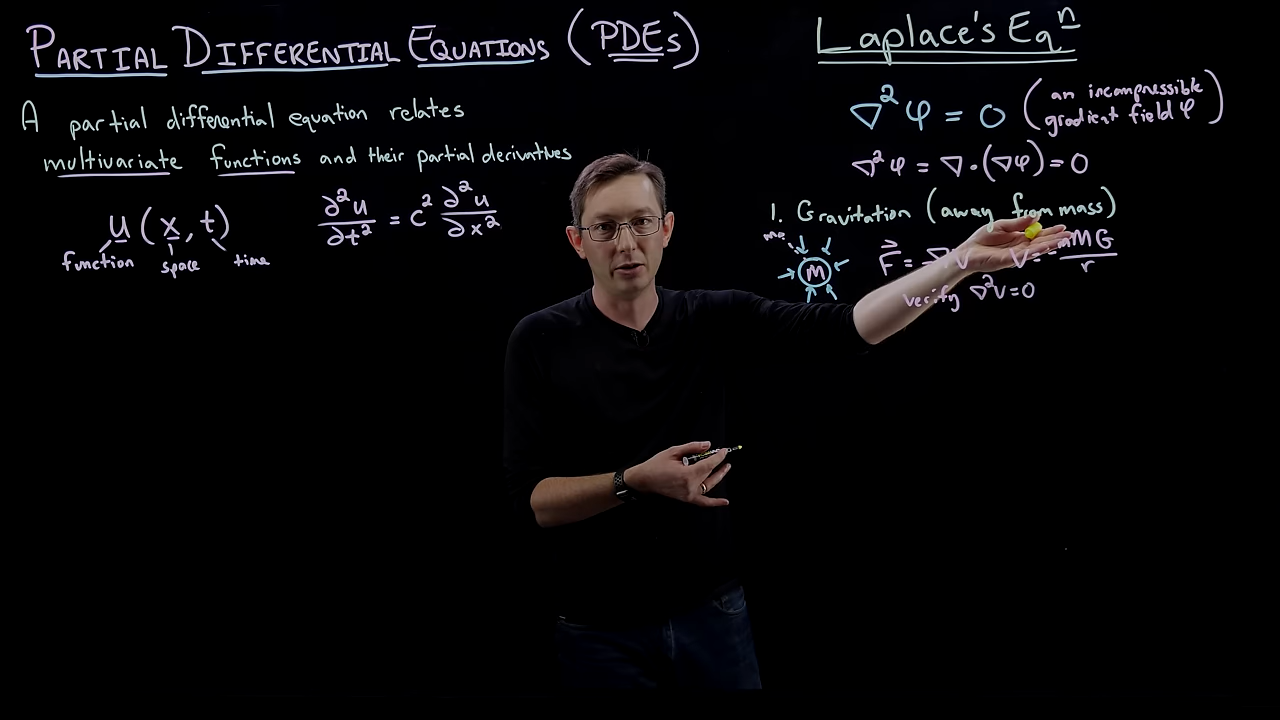 PARTIAL DIFFERENTIAL EQUATIONS (PDEs)
A partial differential equation relates
multivariate functions and their partial derivatives
u(x,t)
function space time
∂²u/∂t² = c² ∂²u/∂x²
Laplace's Eqⁿ
∇²φ = 0 (an incompressible
gradient field φ)
∇²φ = ∇·(∇φ) = 0
1. Gravitation (away from mass)
M
F⃗ = -∇V V = -mMG/r
verify ∇²V=0